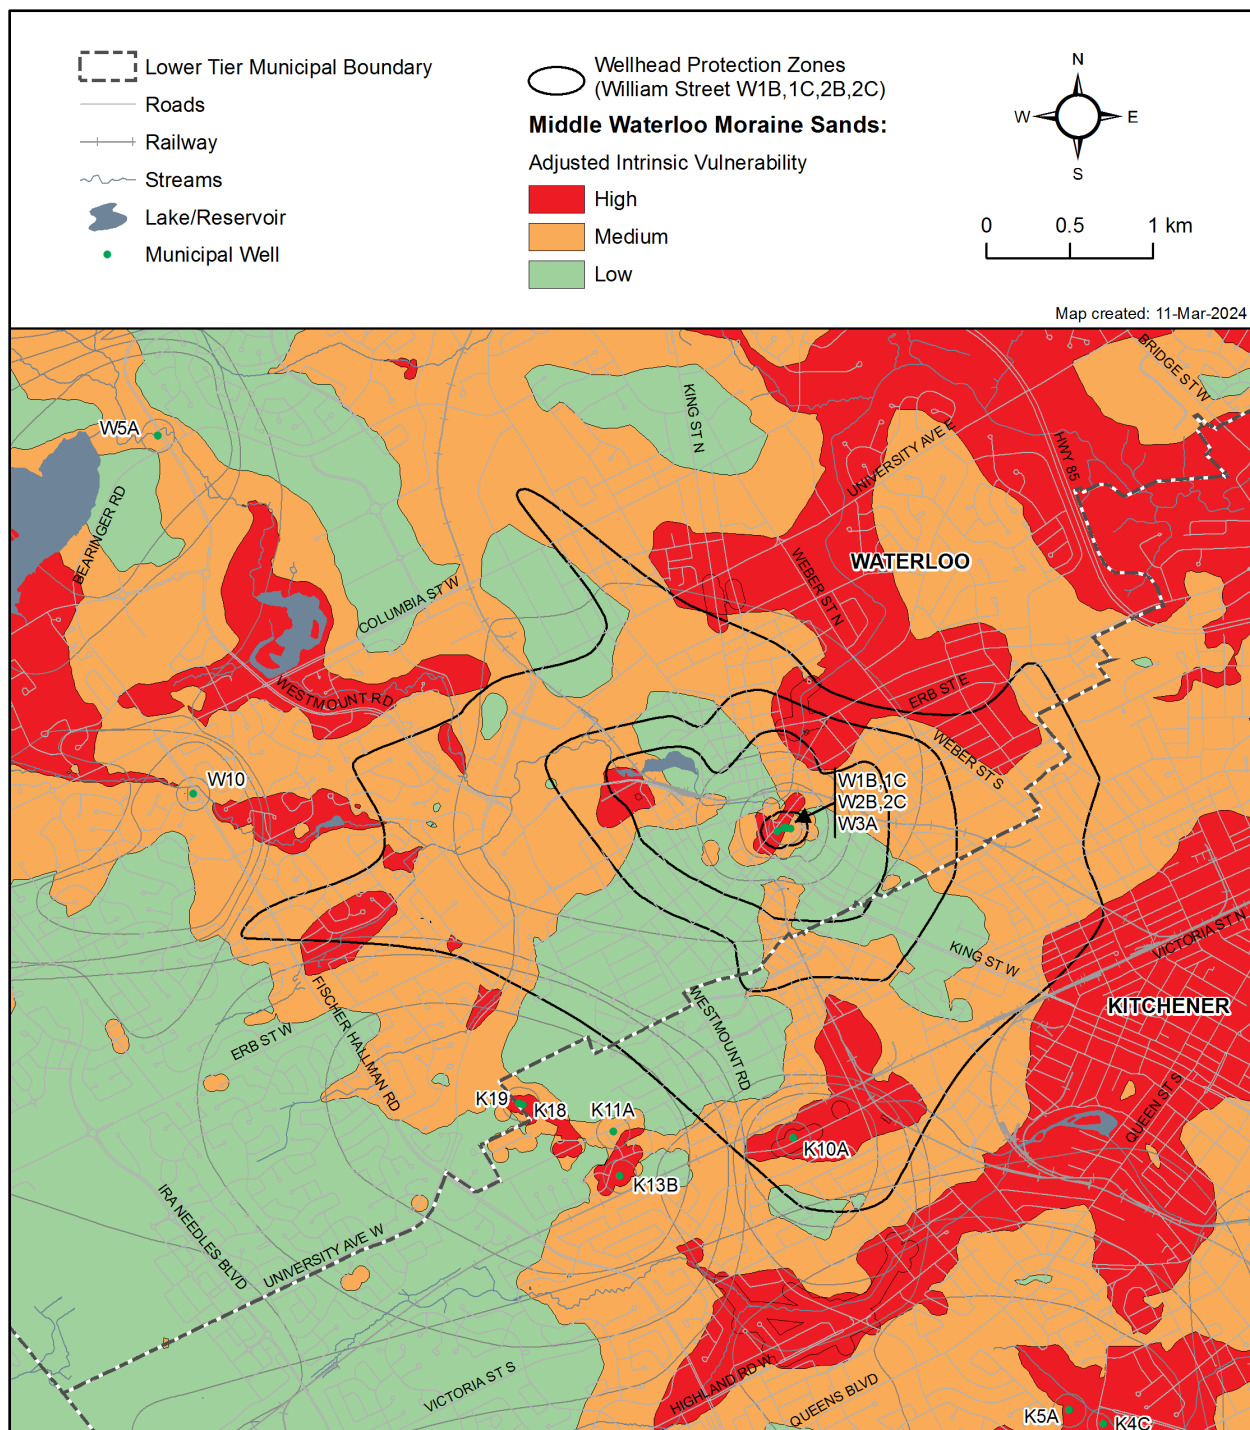 Lower Tier Municipal Boundary
Roads
Railway
Streams
Lake/Reservoir
Municipal Well
Wellhead Protection Zones
(William Street W1B,1C,2B,2C)
Middle Waterloo Moraine Sands:
Adjusted Intrinsic Vulnerability
High
Medium
Low
N
W
E
S
0
0.5
1 km
Map created: 11-Mar-2024
BRIDGE ST W
KING ST N
W5A
UNIVERSITY AVE E
HWY 85
BEARINGER RD
WATERLOO
WEBER ST N
COLUMBIA ST W
WESTMOUNT RD
ERB ST E
WEBER ST S
W10
W1B,1C
W2B,2C
W3A
VICTORIA ST N
KING ST W
KITCHENER
FISCHER HALLMAN RD
WESTMOUNT RD
ERB ST W
K19
K18
K11A
QUEEN ST S
K10A
K13B
IRA NEEDLES BLVD
UNIVERSITY AVE W
VICTORIA ST S
HIGHLAND RD W
QUEENS BLVD
K5A
K4C